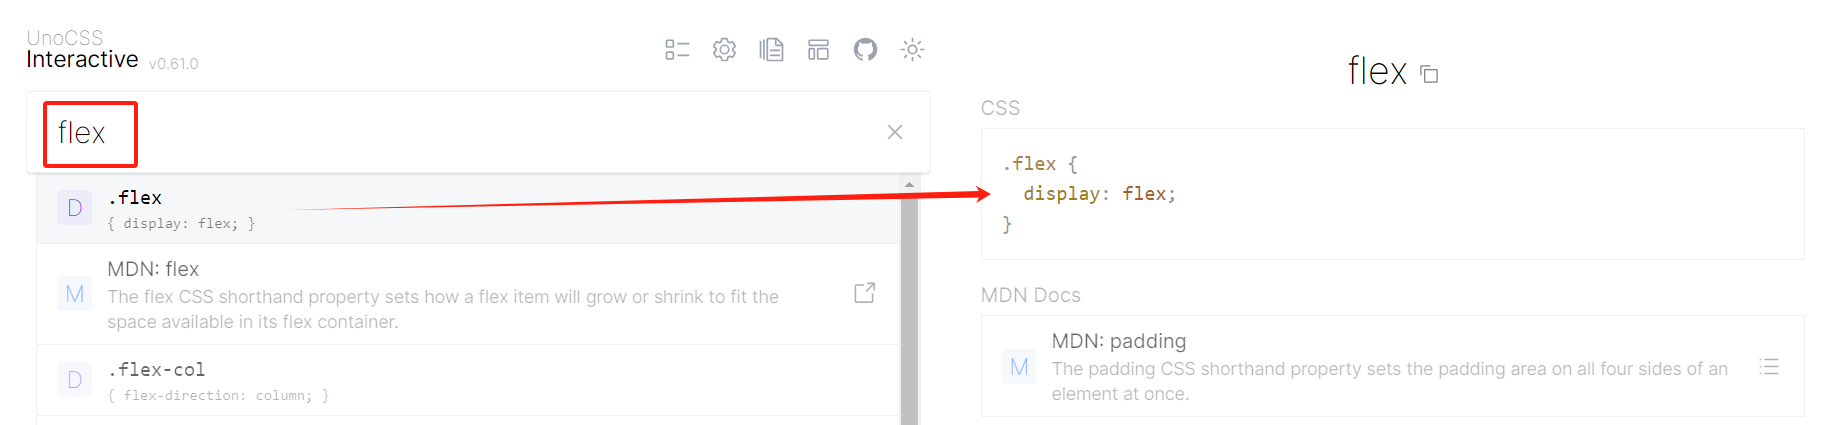 UnoCSS
Interactive v0.61.0
flex
D
.flex
{ display: flex; }
M
MDN: flex
The flex CSS shorthand property sets how a flex item will grow or shrink to fit the
space available in its flex container.
D
.flex-col
{ flex-direction: column; }
flex
CSS
.flex {
display: flex;
}
MDN Docs
M
MDN: padding
The padding CSS shorthand property sets the padding area on all four sides of an
element at once.